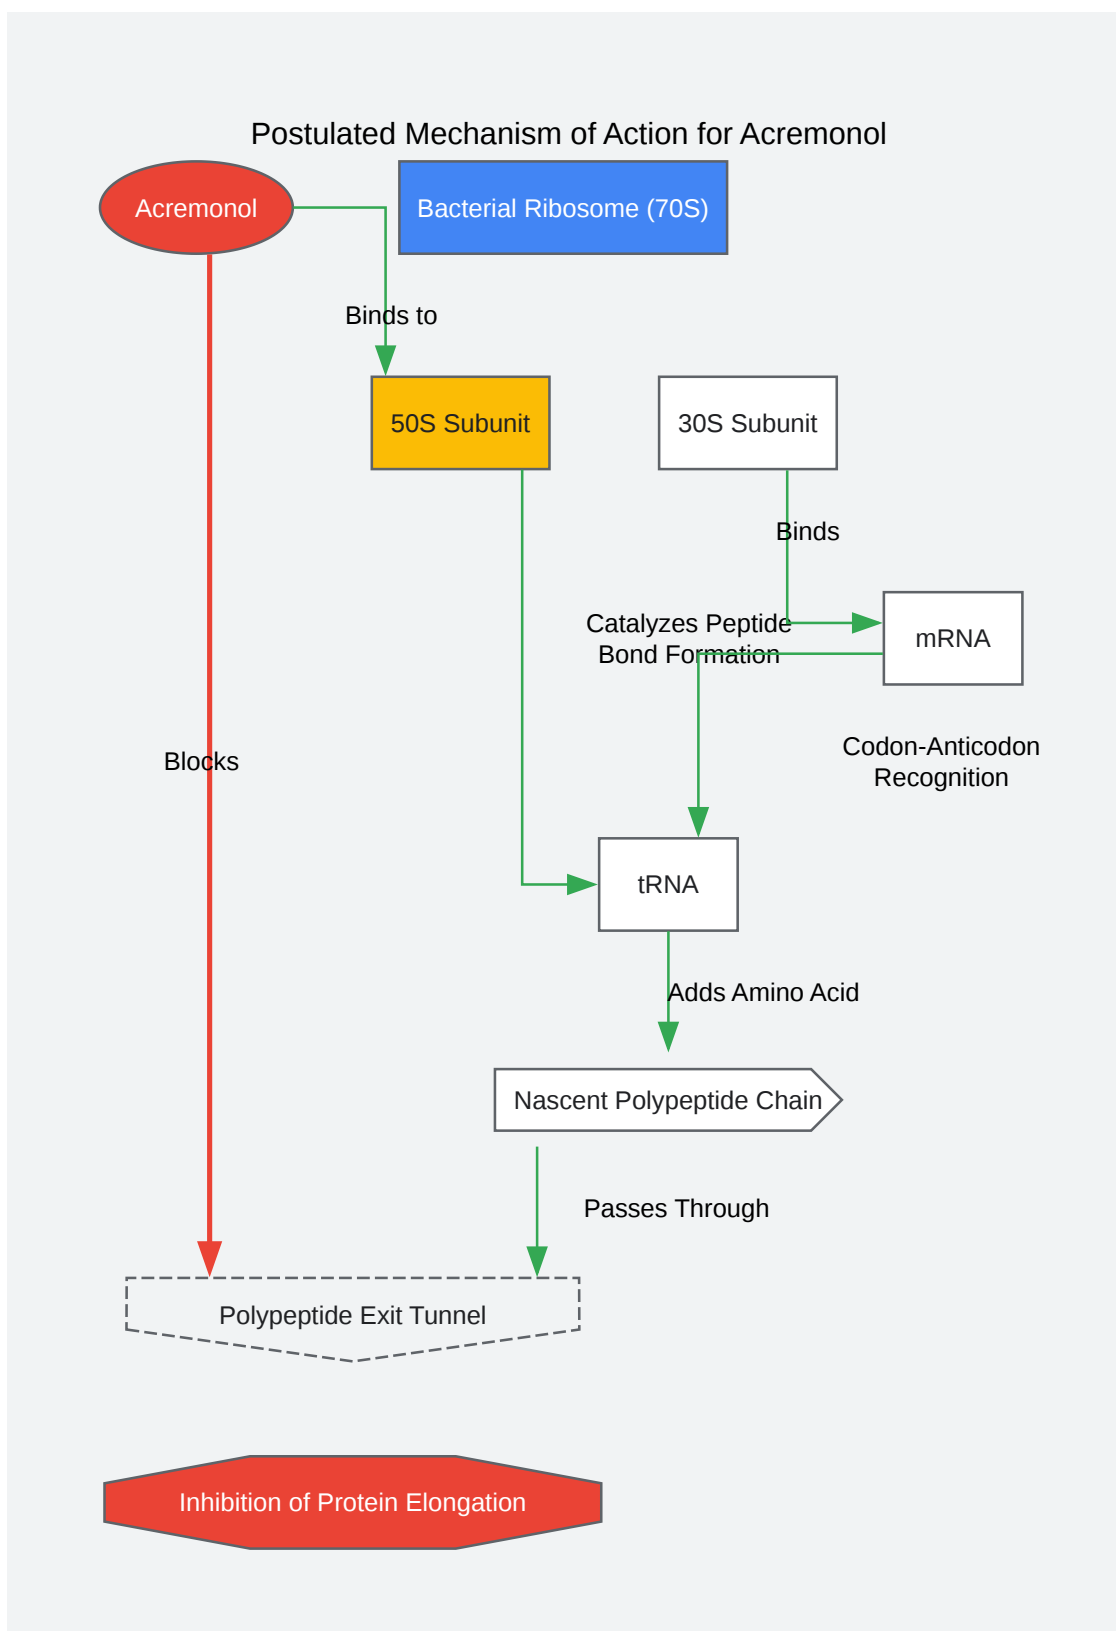 Postulated Mechanism of Action for Acremonol
Acremonol
Bacterial Ribosome (70S)
Binds to
50S Subunit
30S Subunit
Binds
Catalyzes Peptide
Bond Formation
mRNA
Codon-Anticodon
Recognition
Blocks
tRNA
Adds Amino Acid
Nascent Polypeptide Chain
Passes Through
Polypeptide Exit Tunnel
Inhibition of Protein Elongation